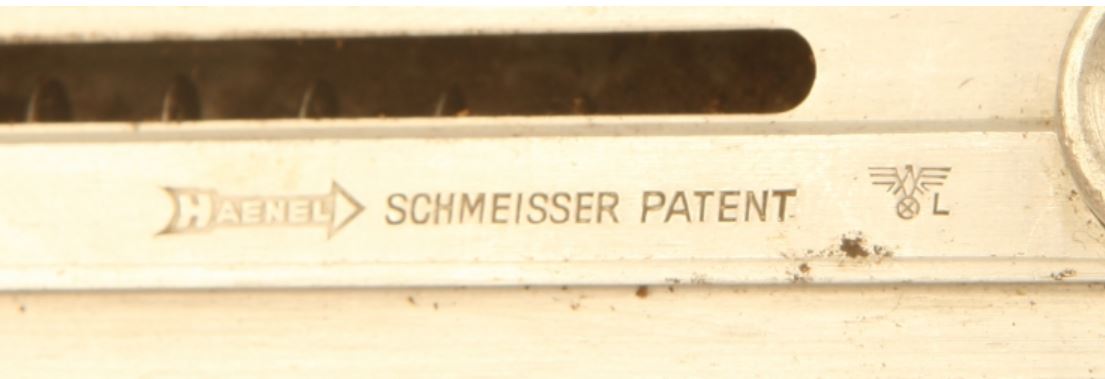 HAENEL SCHMEISSER PATENT L